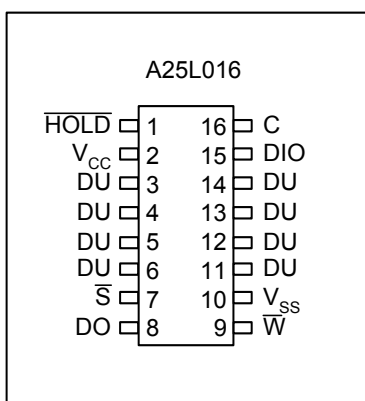 A25L016
HOLD 1 16 C
VCC 2 15 DIO
DU 3 14 DU
DU 4 13 DU
DU 5 12 DU
DU 6 11 DU
S 7 10 VSS
DO 8 9 W